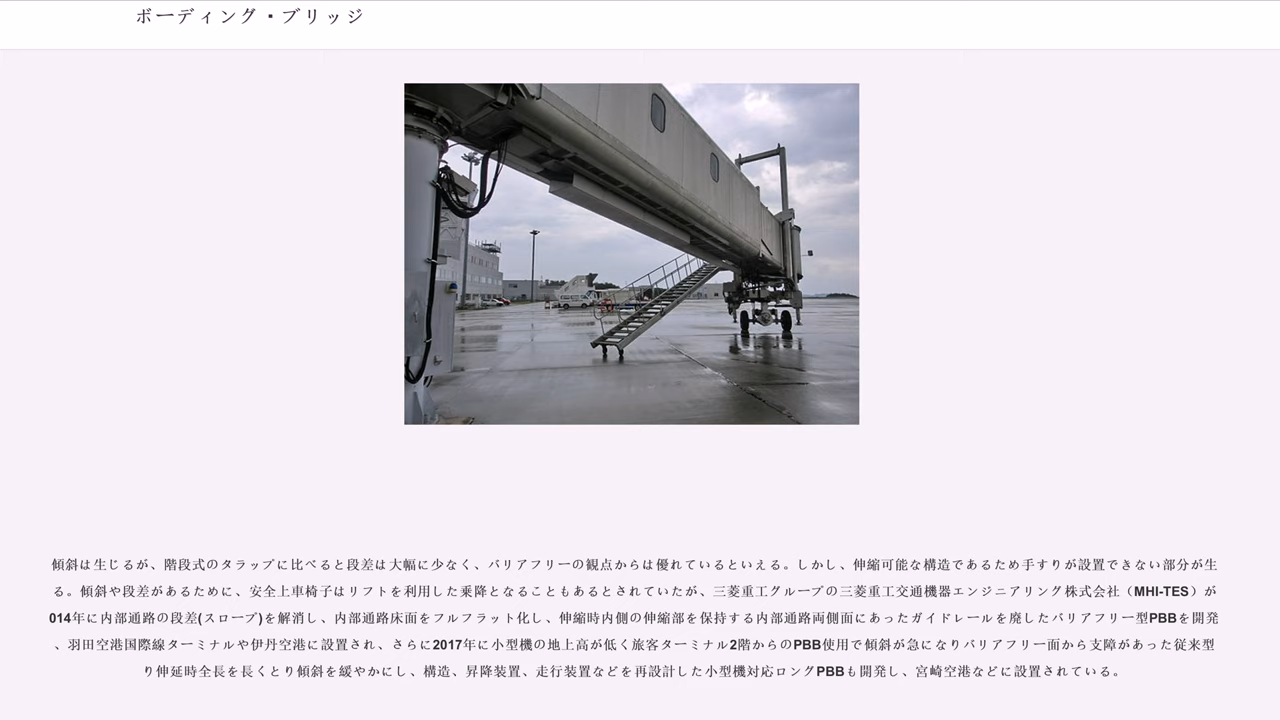 ボーディング・ブリッジ
傾斜は生じるが、階段式のタラップに比べると段差は大幅に少なく、バリアフリーの観点からは優れているといえる。しかし、伸縮可能な構造であるため手すりが設置できない部分が生
る。傾斜や段差があるために、安全上車椅子はリフトを利用した乗降となることもあるとされていたが、三菱重工グループの三菱重工交通機器エンジニアリング株式会社（MHI-TES）が
014年に内部通路の段差(スロープ)を解消し、内部通路床面をフルフラット化し、伸縮時内側の伸縮部を保持する内部通路両側面にあったガイドレールを廃したバリアフリー型PBBを開発
、羽田空港国際線ターミナルや伊丹空港に設置され、さらに2017年に小型機の地上高が低く旅客ターミナル2階からのPBB使用で傾斜が急になりバリアフリー面から支障があった従来型
り伸延時全長を長くとり傾斜を緩やかにし、構造、昇降装置、走行装置などを再設計した小型機対応ロングPBBも開発し、宮崎空港などに設置されている。